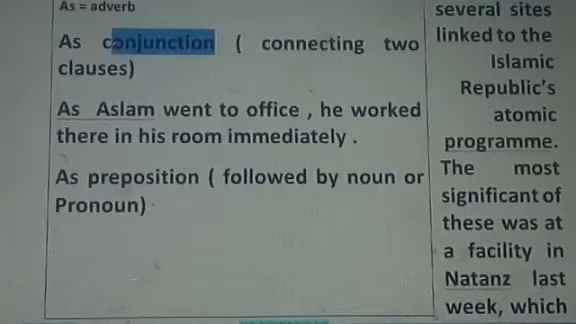 As = adverb
As conjunction ( connecting two
clauses)
As Aslam went to office , he worked
there in his room immediately .
As preposition ( followed by noun or
Pronoun)
several sites
linked to the
Islamic
Republic's
atomic
programme.
The most
significant of
these was at
a facility in
Natanz last
week, which